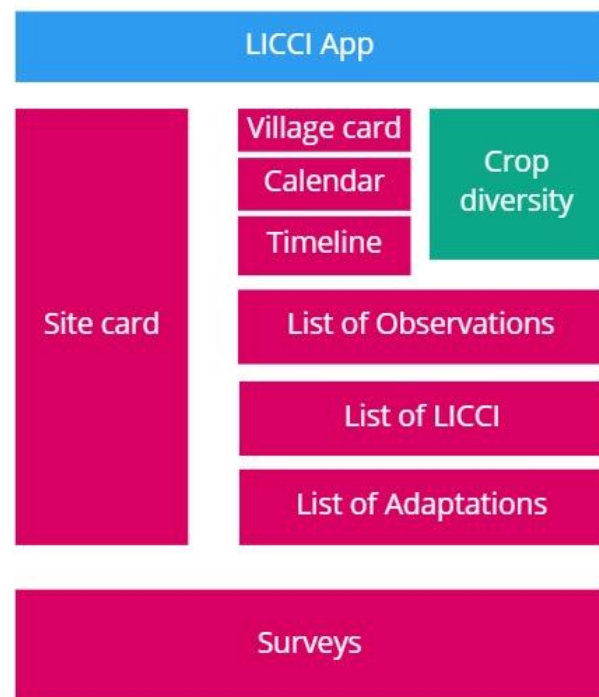 LICCI App
Village card
Crop
diversity
Calendar
Timeline
Site card
List of Observations
List of LICCI
List of Adaptations
Surveys